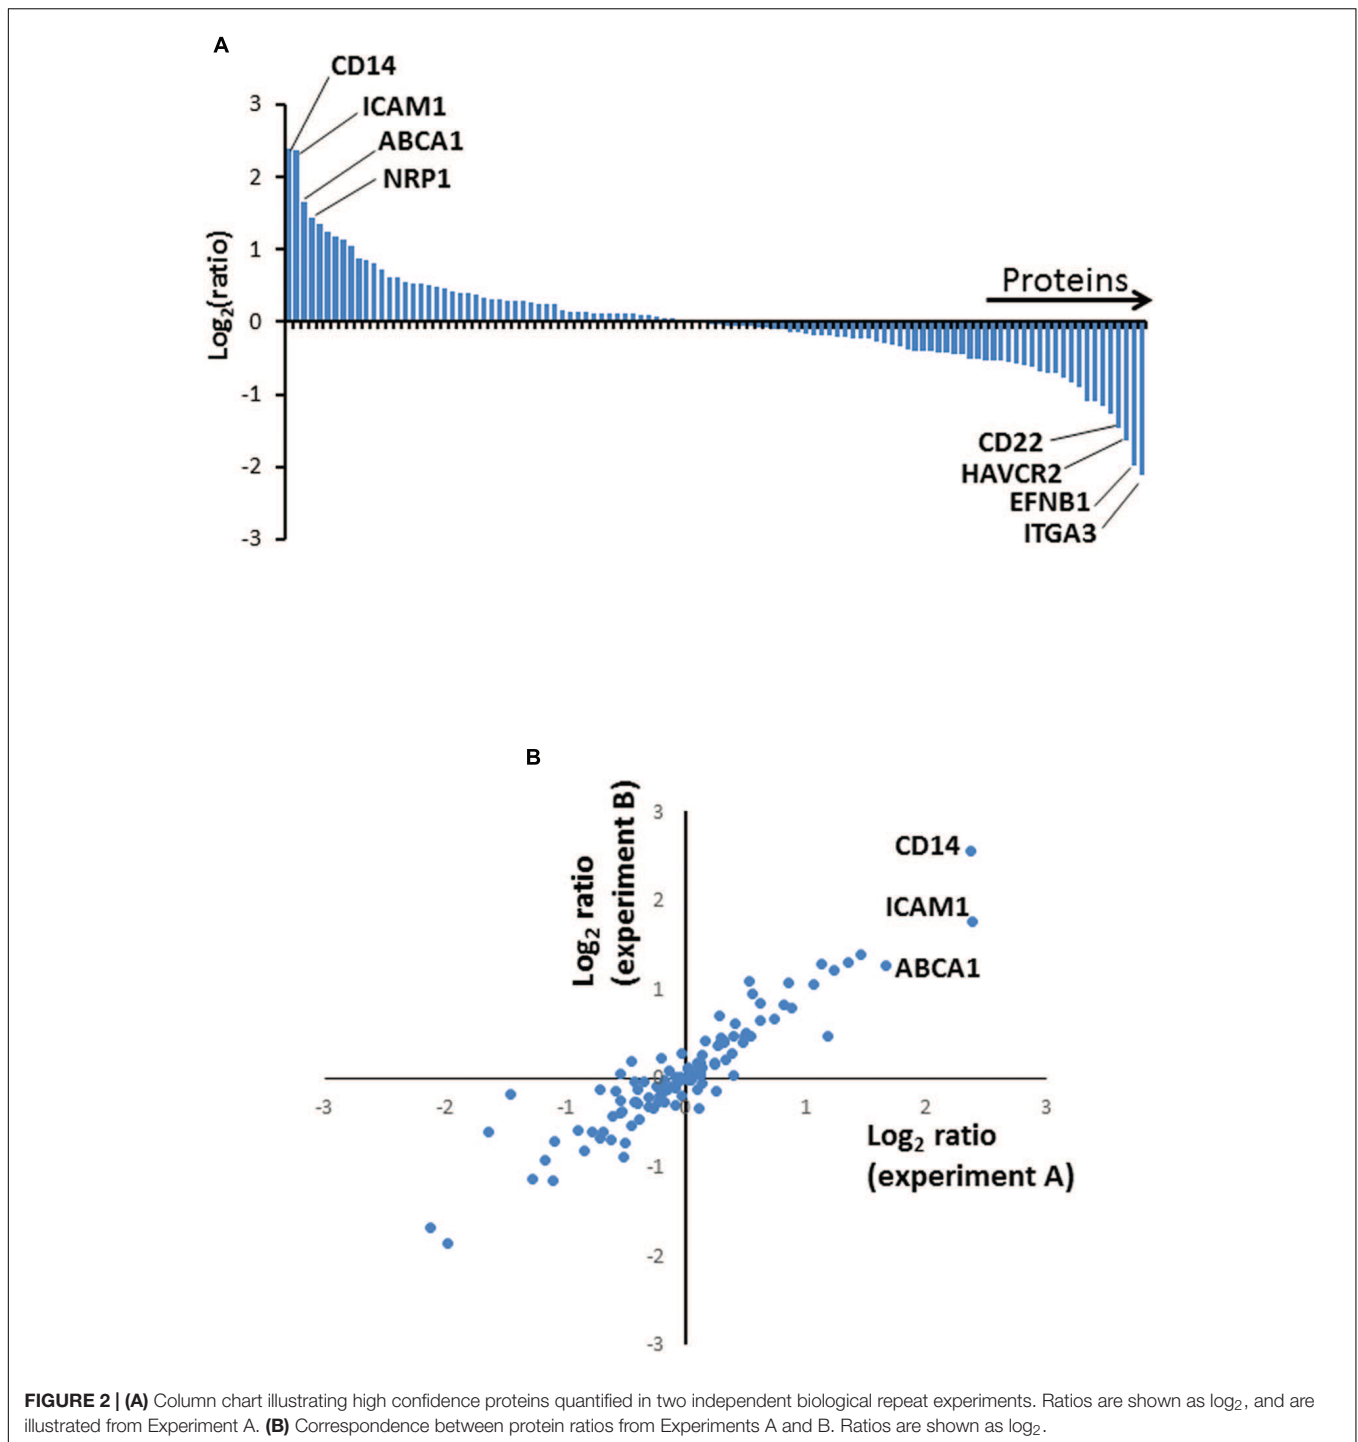 A
CD14
ICAM1
ABCA1
NRP1
3
2
1
0
-1
-2
-3
Log2(ratio)
Proteins
CD22
HAVCR2
EFNB1
ITGA3
B
Log2 ratio
(experiment B)
3
2
1
0
-1
-2
-3
CD14
ICAM1
ABCA1
-3 -2 -1 0 1 2 3
Log2 ratio
(experiment A)
FIGURE 2 | (A) Column chart illustrating high confidence proteins quantified in two independent biological repeat experiments. Ratios are shown as log2, and are
illustrated from Experiment A. (B) Correspondence between protein ratios from Experiments A and B. Ratios are shown as log2.